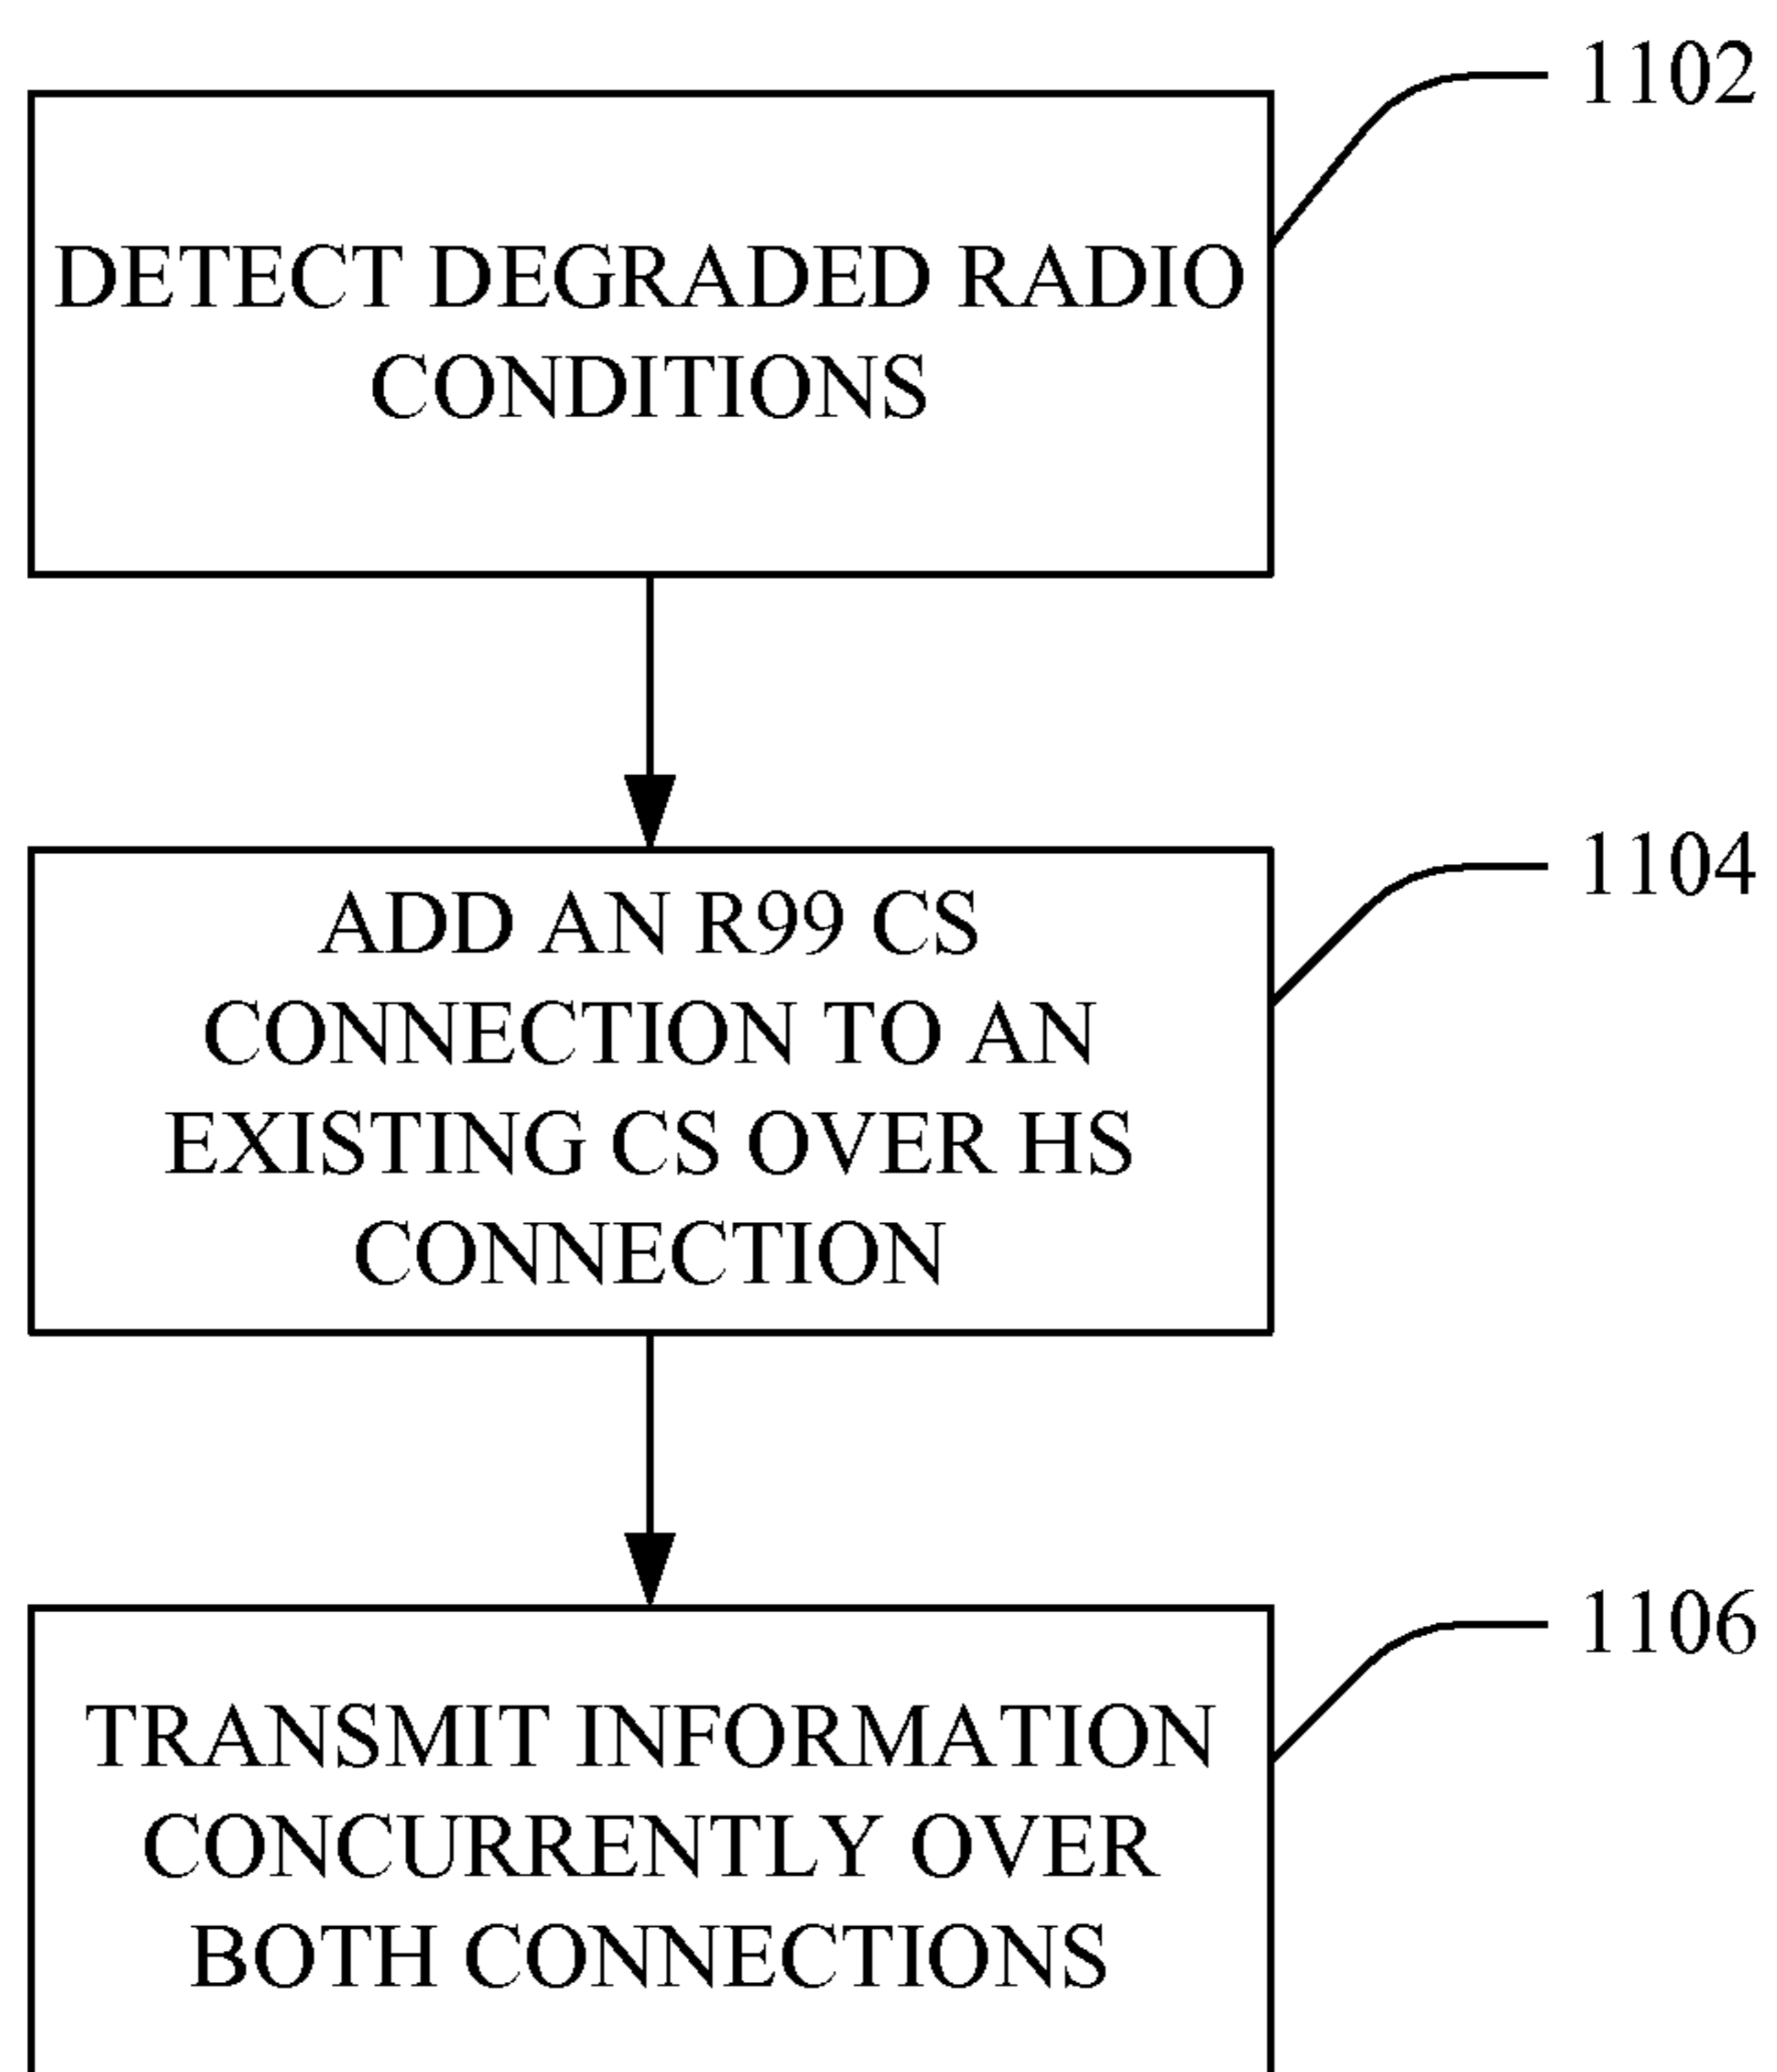 1102
DETECT DEGRADED RADIO
CONDITIONS
1104
ADD AN R99 CS
CONNECTION TO AN
EXISTING CS OVER HS
CONNECTION
1106
TRANSMIT INFORMATION
CONCURRENTLY OVER
BOTH CONNECTIONS